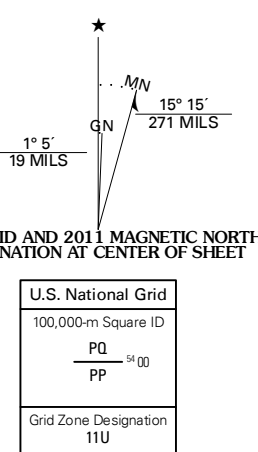 ★
MN
GN
15° 15´
271 MILS
1° 5´
19 MILS
ID AND 2011 MAGNETIC NORTH
NATION AT CENTER OF SHEET
U.S. National Grid
100,000-m Square ID
PQ
54 00
PP
Grid Zone Designation
11U